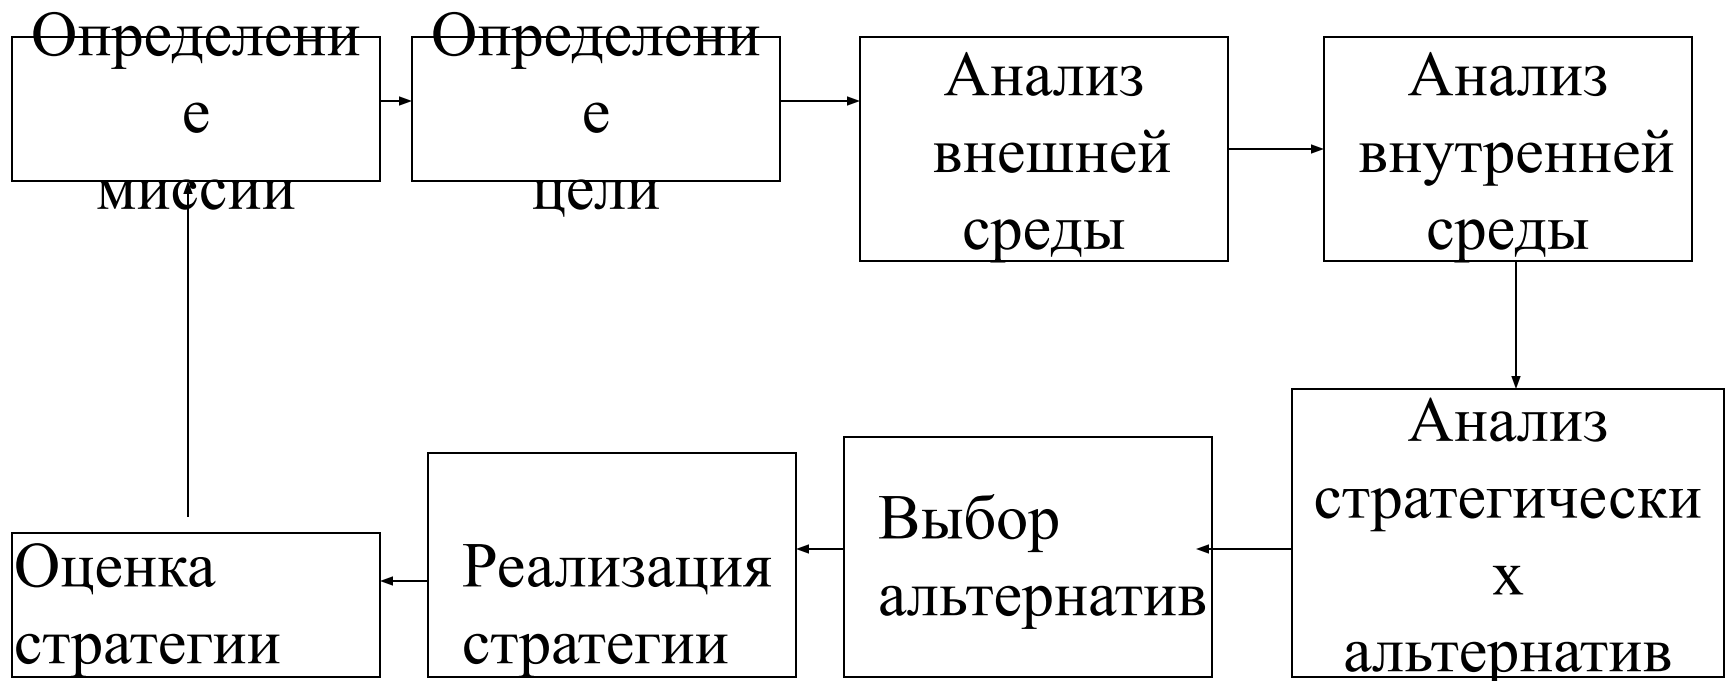 Определени
е
миссии
Определени
е
цели
Анализ
внешней
среды
Анализ
внутренней
среды
Анализ
стратегически
х
альтернатив
Выбор
альтернатив
Реализация
стратегии
Оценка
стратегии